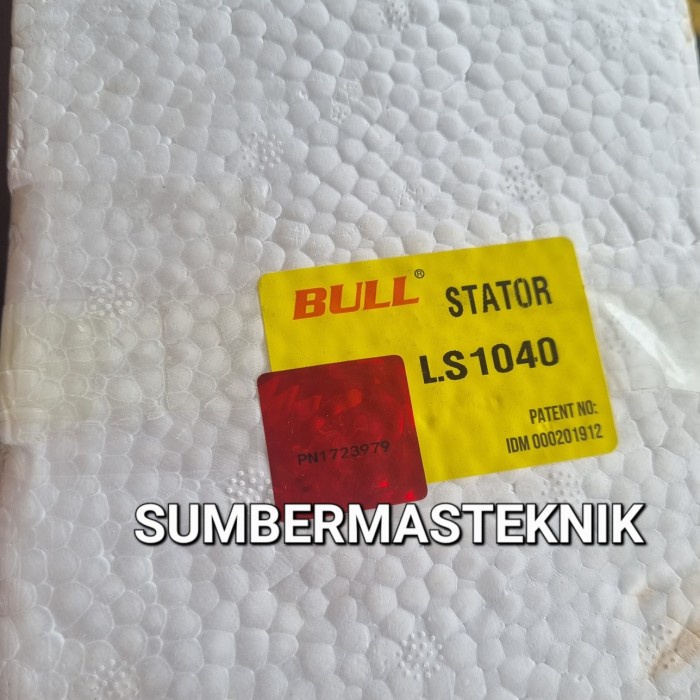 BULL® STATOR
LS1040
PATENT NO:
IDM 000201912
PN1723979
SUMBERMASTEKNIK